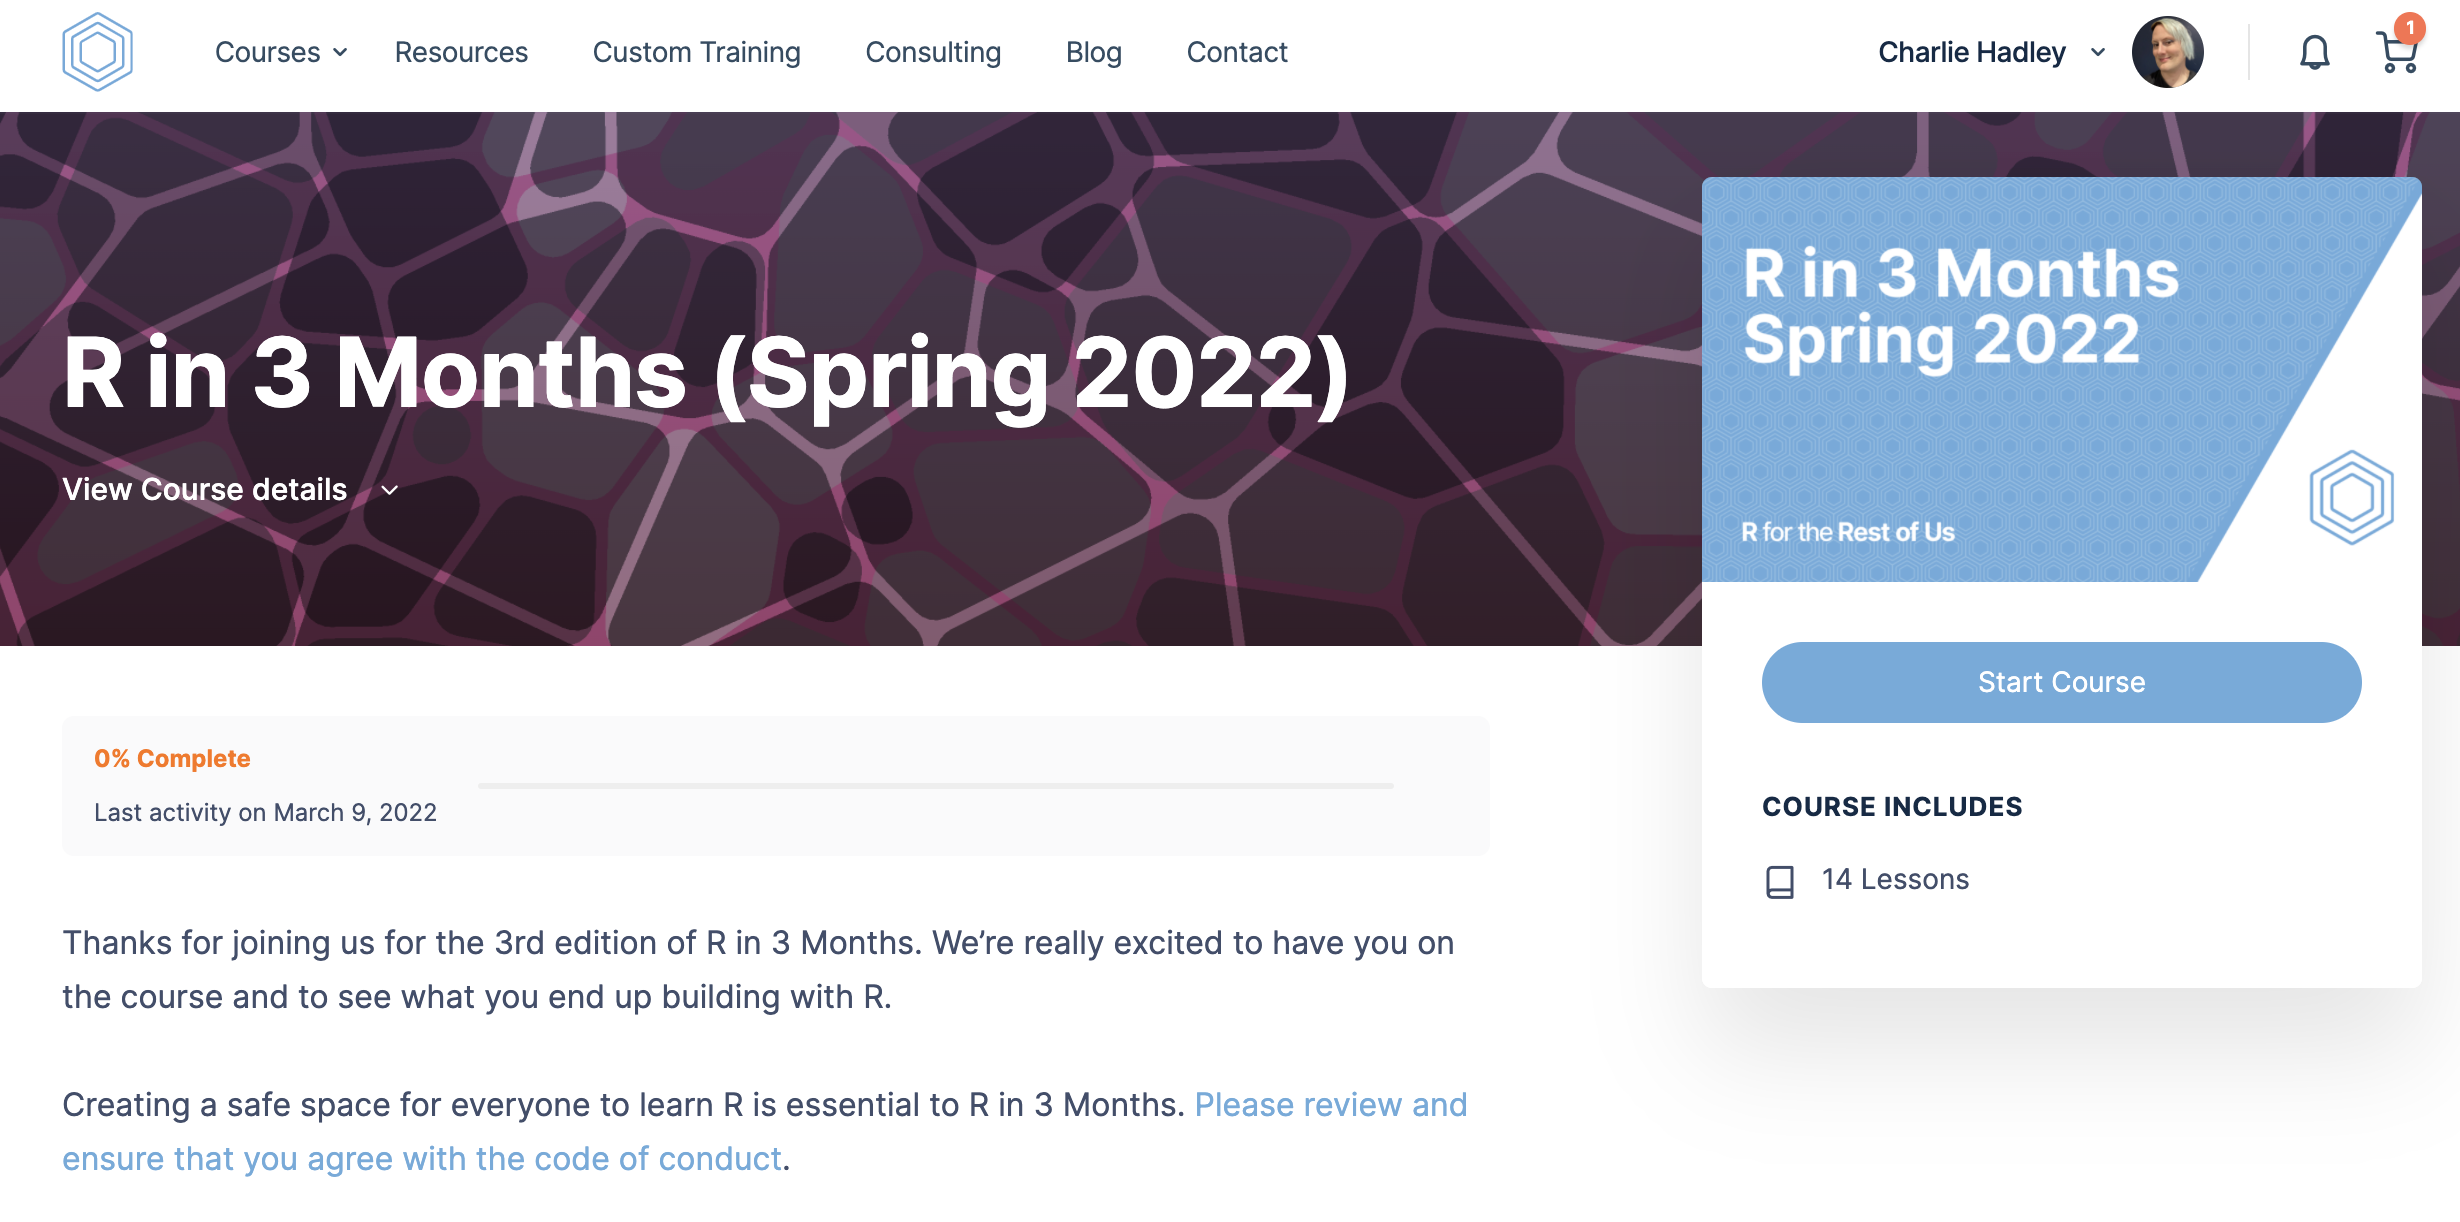 Courses
Resources
Custom Training
Consulting
Blog
Contact
Charlie Hadley
1
R in 3 Months (Spring 2022)
View Course details
R in 3 Months
Spring 2022
R for the Rest of Us
Start Course
COURSE INCLUDES
14 Lessons
0% Complete
Last activity on March 9, 2022
Thanks for joining us for the 3rd edition of R in 3 Months. We’re really excited to have you on
the course and to see what you end up building with R.
Creating a safe space for everyone to learn R is essential to R in 3 Months. Please review and
ensure that you agree with the code of conduct.